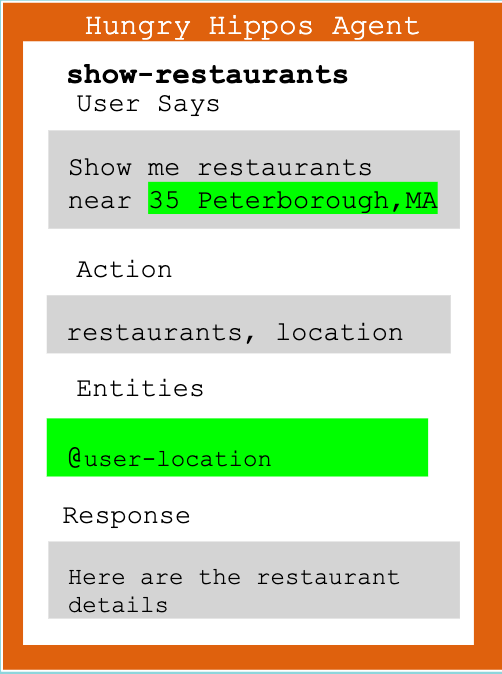 Hungry Hippos Agent
show-restaurants
User Says
Show me restaurants
near 35 Peterborough,MA
Action
restaurants, location
Entities
@user-location
Response
Here are the restaurant
details